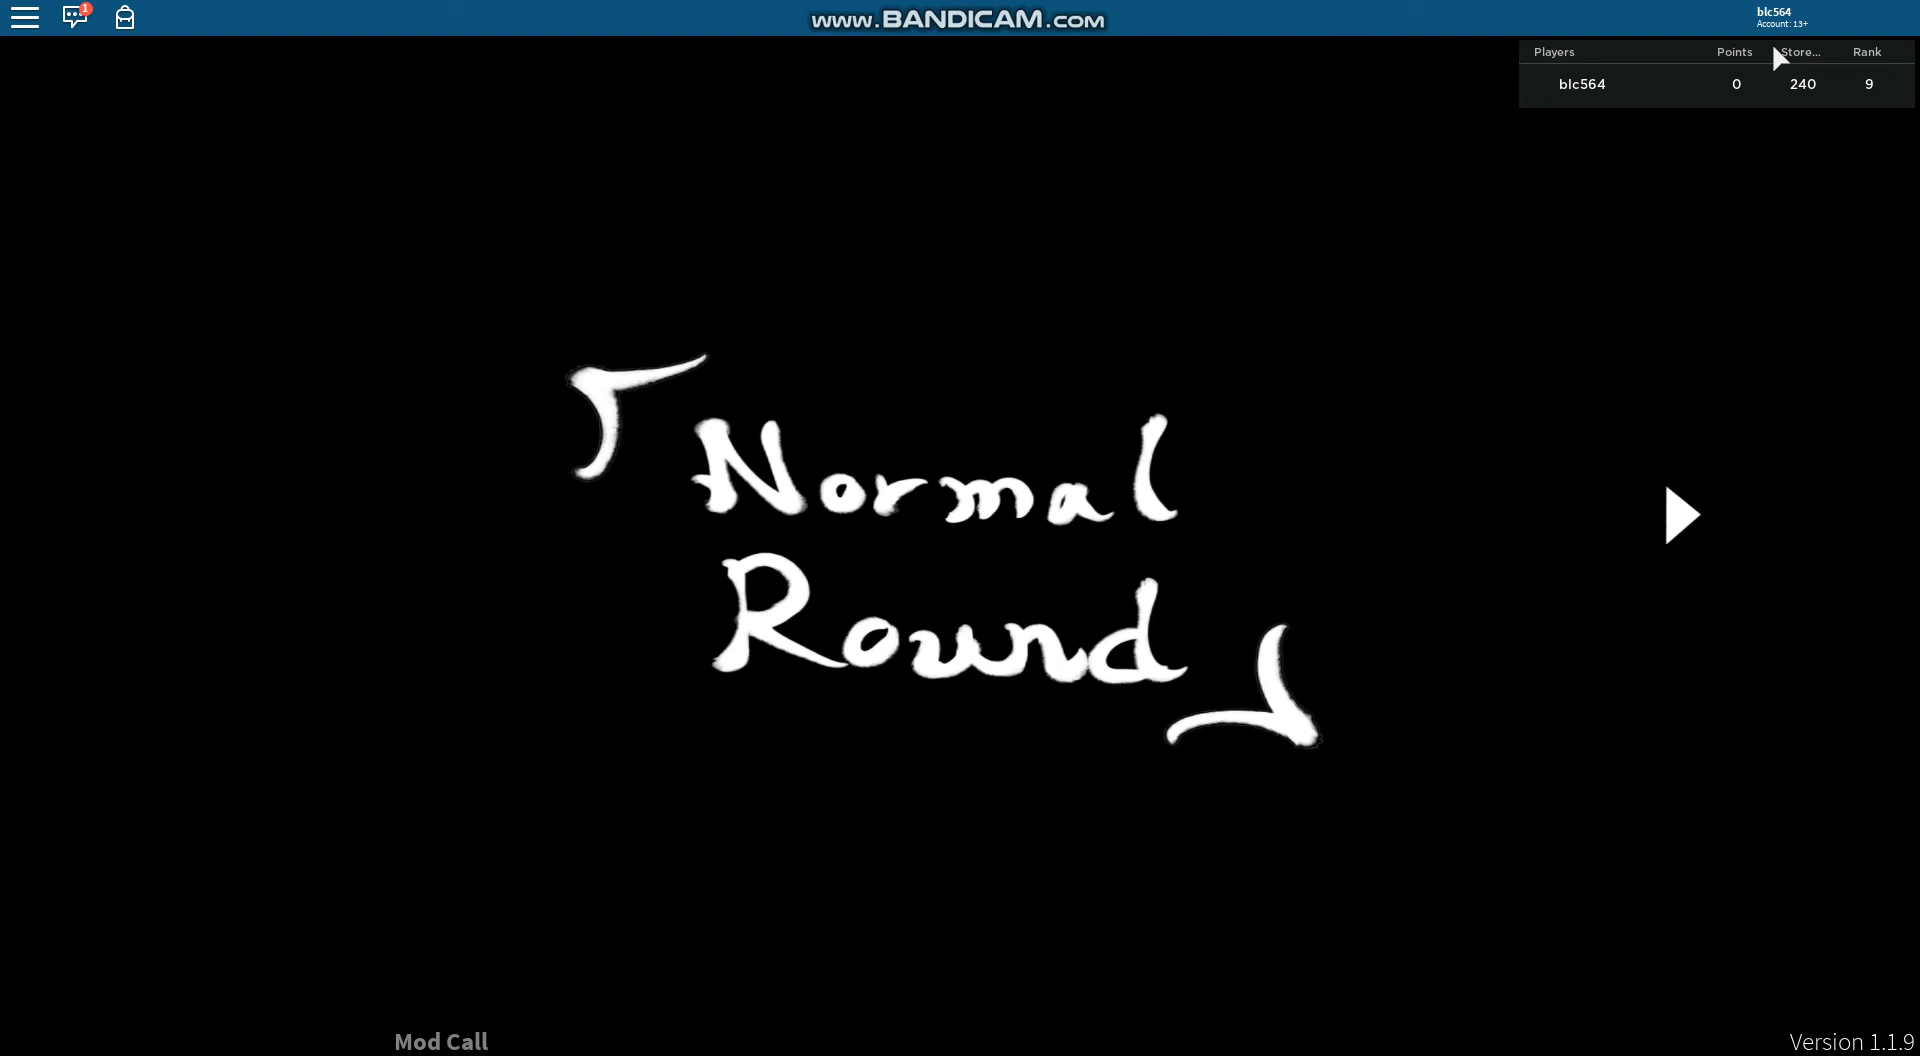 1
www.BANDICAM.com
blc564
Account: 13+
Players Points Store... Rank
blc564 0 240 9
「Normal
Round」
Mod Call
Version 1.1.9